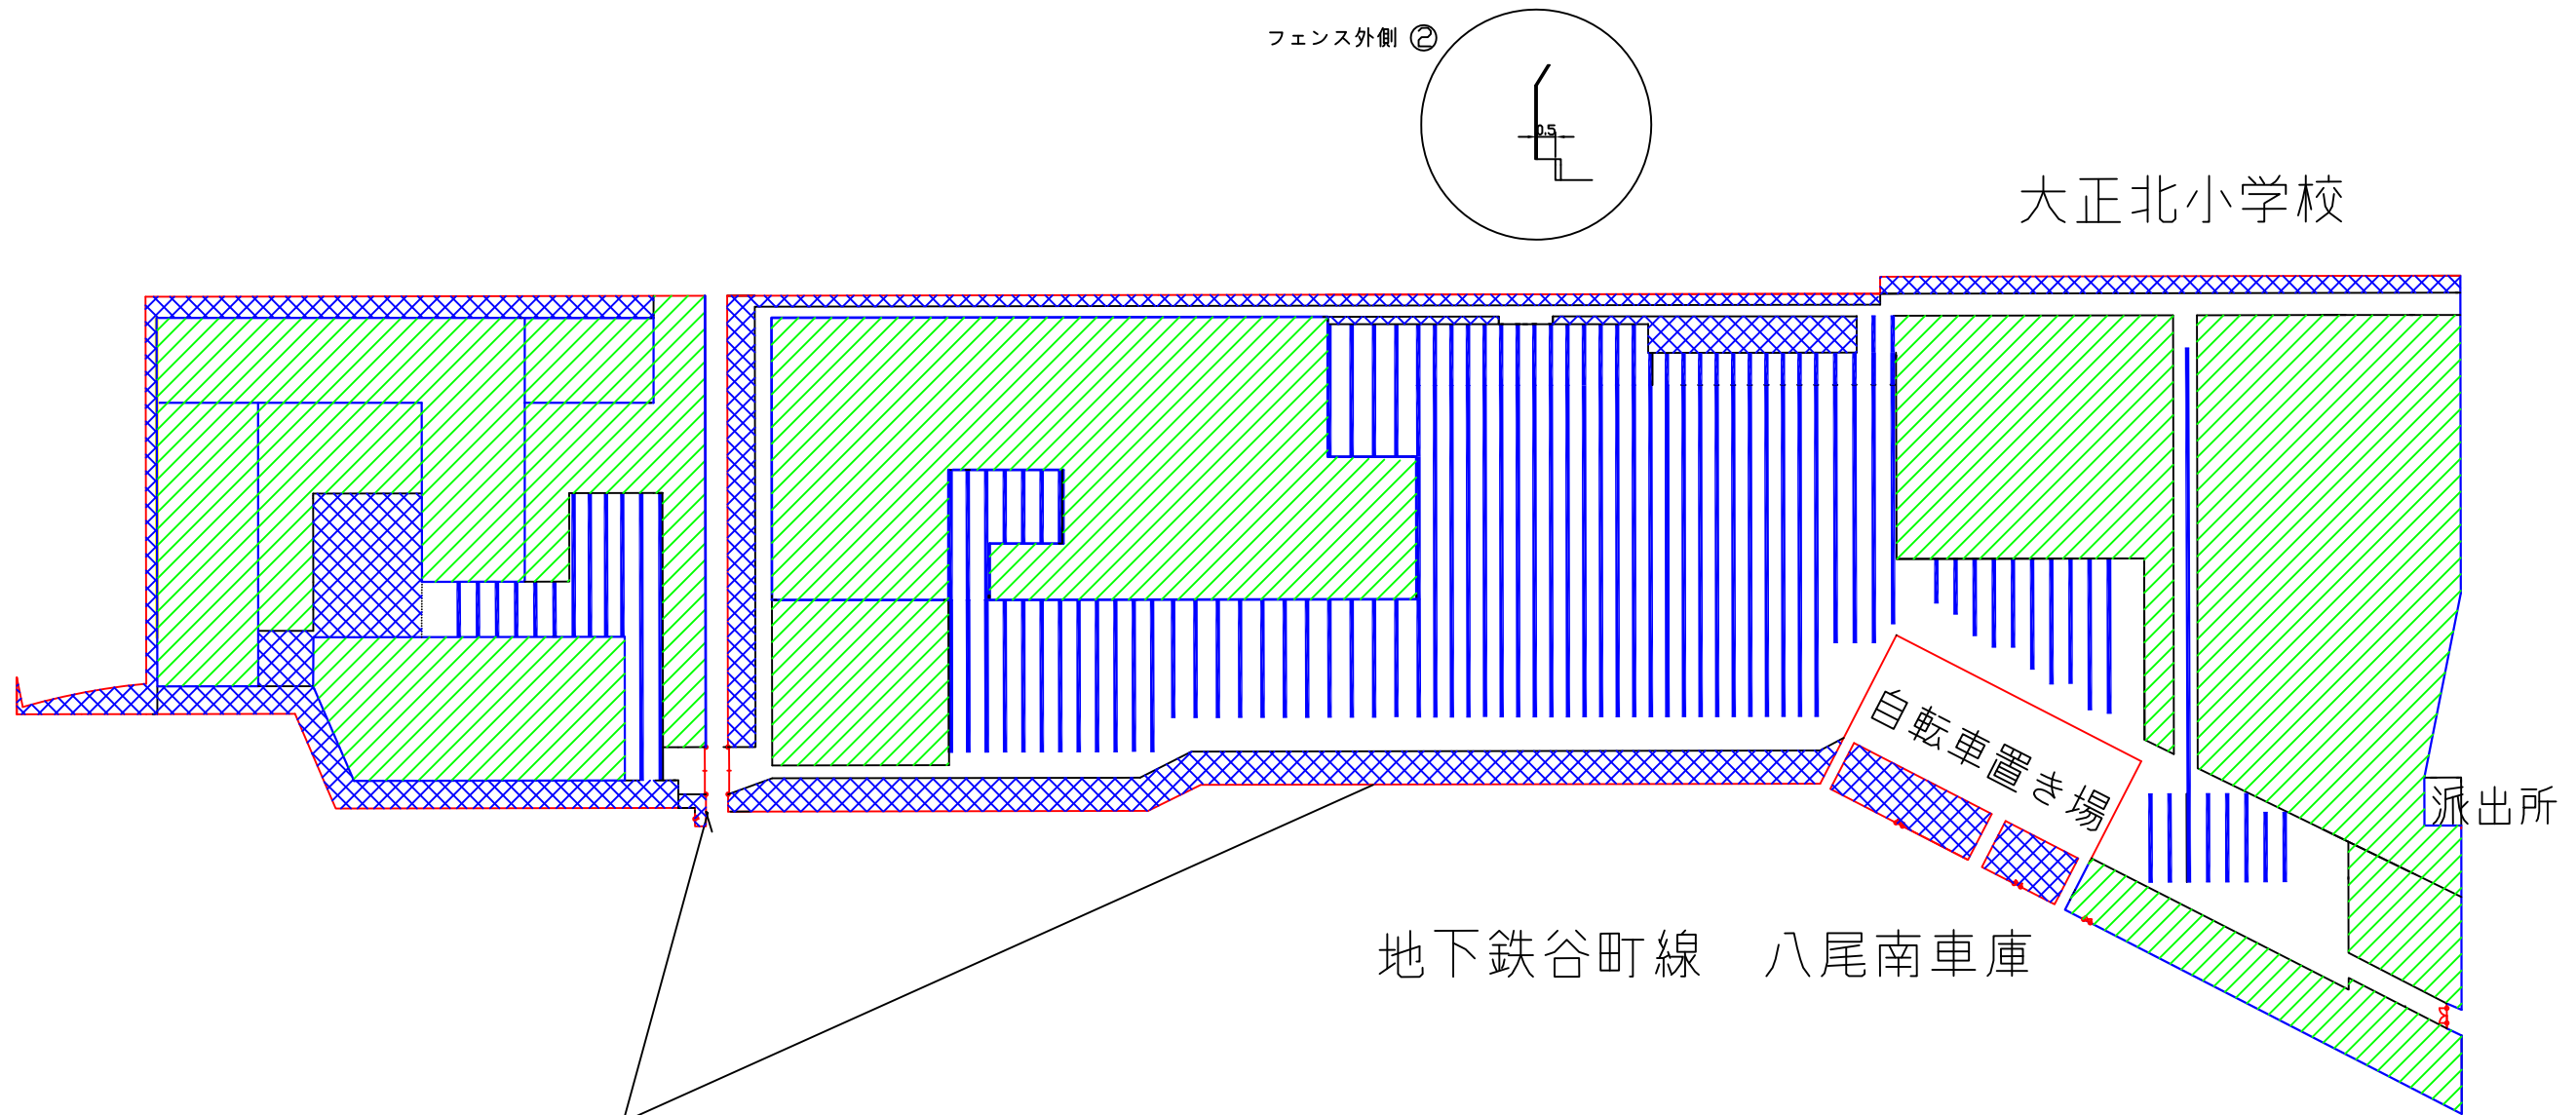 フェンス外側 ②
0.5
大正北小学校
自転車置き場
派出所
地下鉄谷町線　八尾南車庫